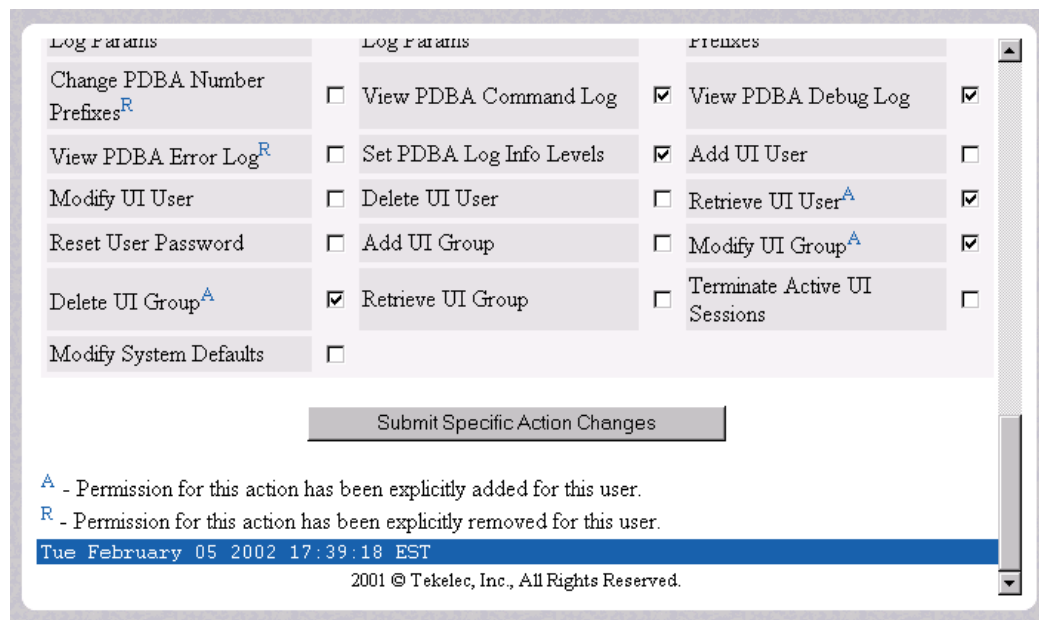 Log Params Log Params Prefixes
Change PDBA Number
Prefixes^R View PDBA Command Log View PDBA Debug Log
View PDBA Error Log^R Set PDBA Log Info Levels Add UI User
Modify UI User Delete UI User Retrieve UI User^A
Reset User Password Add UI Group Modify UI Group^A
Delete UI Group^A Retrieve UI Group Terminate Active UI
Sessions
Modify System Defaults
Submit Specific Action Changes
^A - Permission for this action has been explicitly added for this user.
^R - Permission for this action has been explicitly removed for this user.
Tue February 05 2002 17:39:18 EST
2001 © Tekelec, Inc., All Rights Reserved.